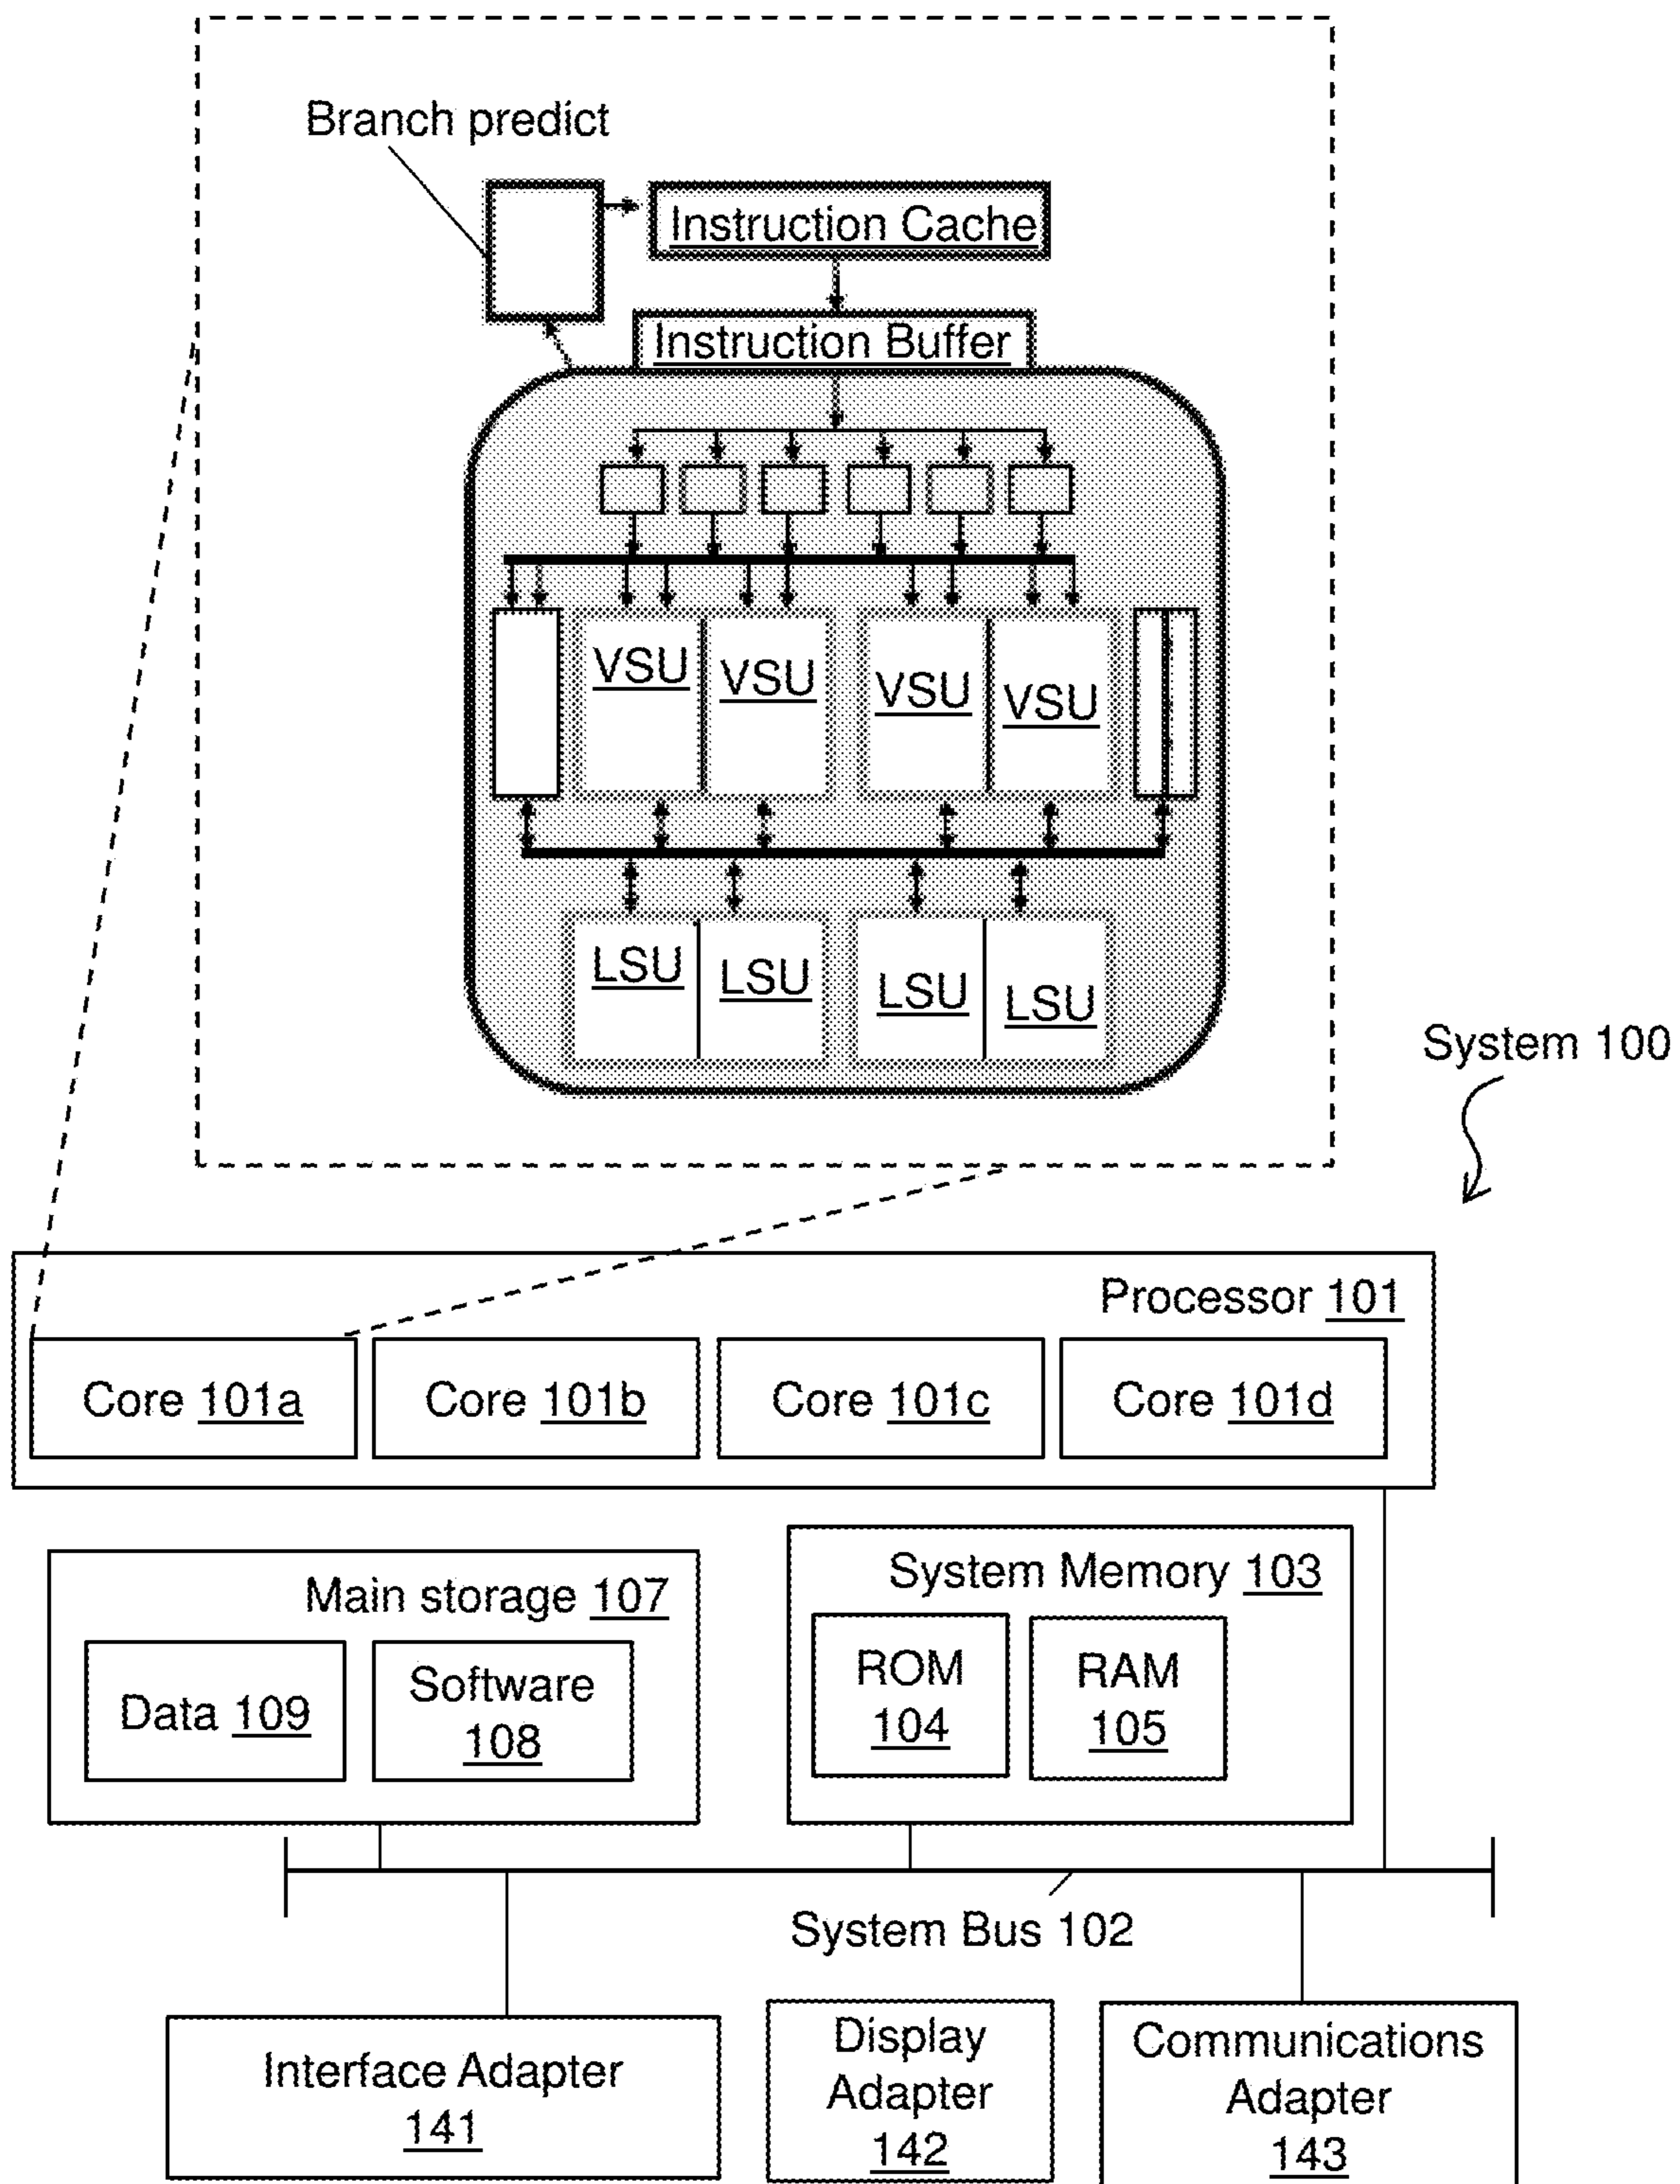 Branch predict
Instruction Cache
Instruction Buffer
VSU
VSU
VSU
VSU
LSU
LSU
LSU
LSU
System 100
Processor 101
Core 101a
Core 101b
Core 101c
Core 101d
Main storage 107
Data 109
Software
108
System Memory 103
ROM
104
RAM
105
System Bus 102
Interface Adapter
141
Display
Adapter
142
Communications
Adapter
143